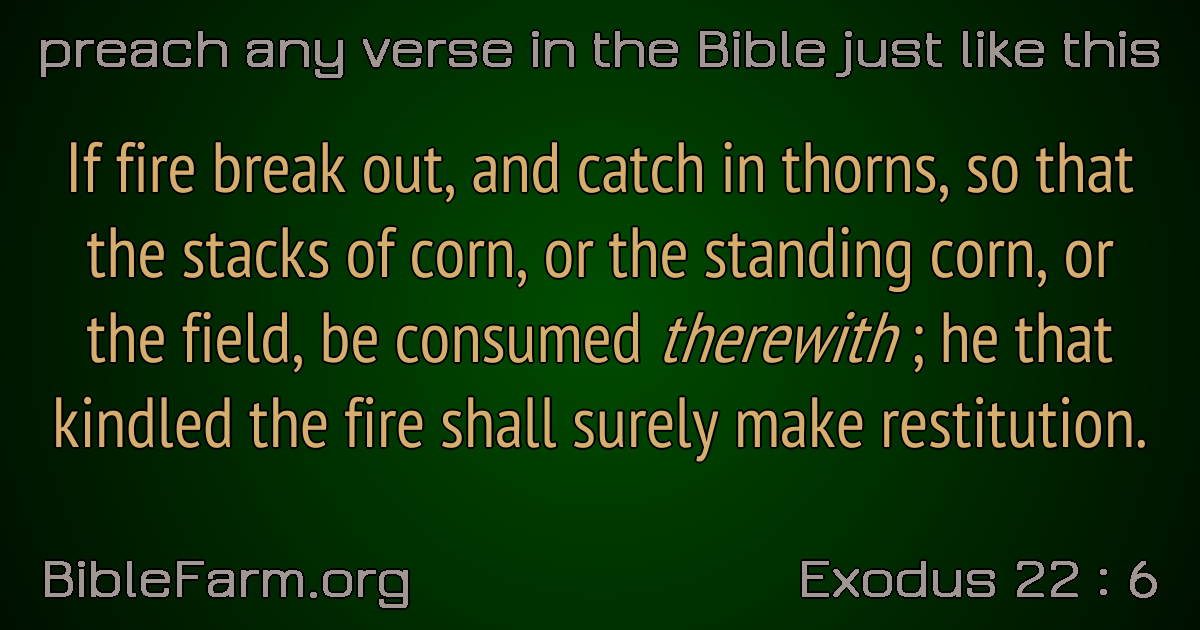 preach any verse in the Bible just like this
If fire break out, and catch in thorns, so that
the stacks of corn, or the standing corn, or
the field, be consumed therewith ; he that
kindled the fire shall surely make restitution.
BibleFarm.org
Exodus 22 : 6